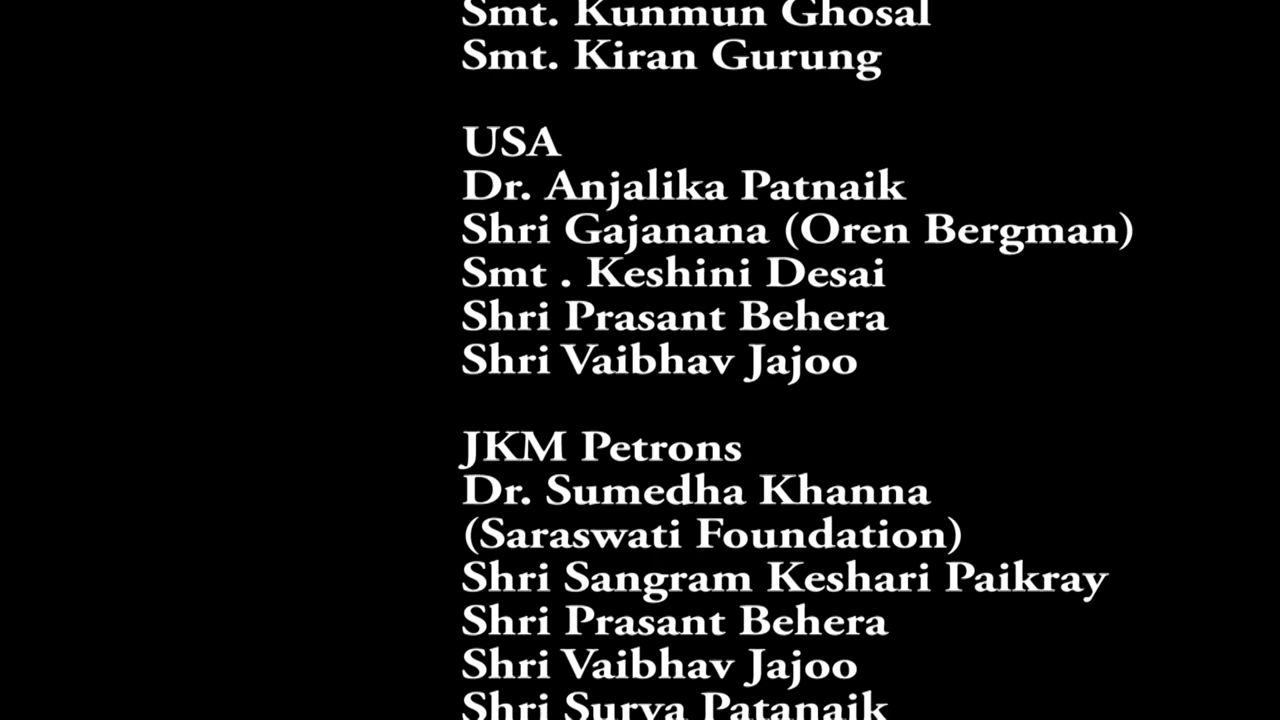 Smt. Kunmun Ghosal
Smt. Kiran Gurung
USA
Dr. Anjalika Patnaik
Shri Gajanana (Oren Bergman)
Smt . Keshini Desai
Shri Prasant Behera
Shri Vaibhav Jajoo
JKM Petrons
Dr. Sumedha Khanna
(Saraswati Foundation)
Shri Sangram Keshari Paikray
Shri Prasant Behera
Shri Vaibhav Jajoo
Shri Surya Patanaik